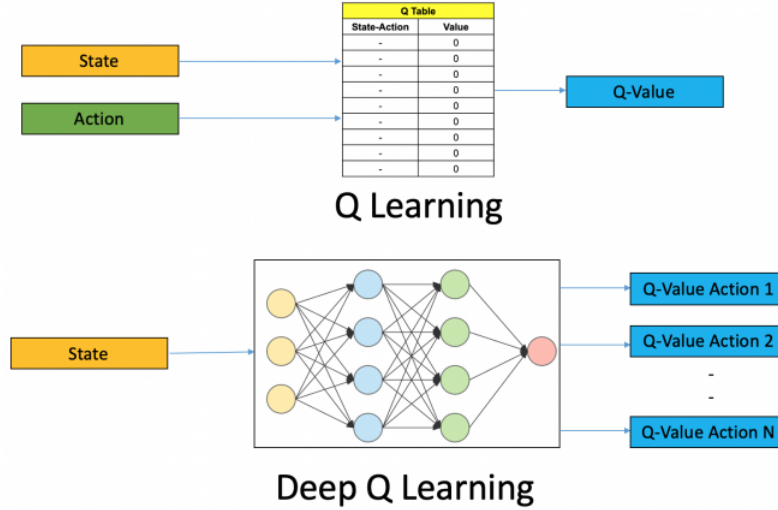 Q Table
State-Action Value
- 0
- 0
- 0
- 0
- 0
- 0
- 0
- 0
- 0
State
Action
Q-Value
Q Learning
State
Q-Value Action 1
Q-Value Action 2
-
-
Q-Value Action N
Deep Q Learning